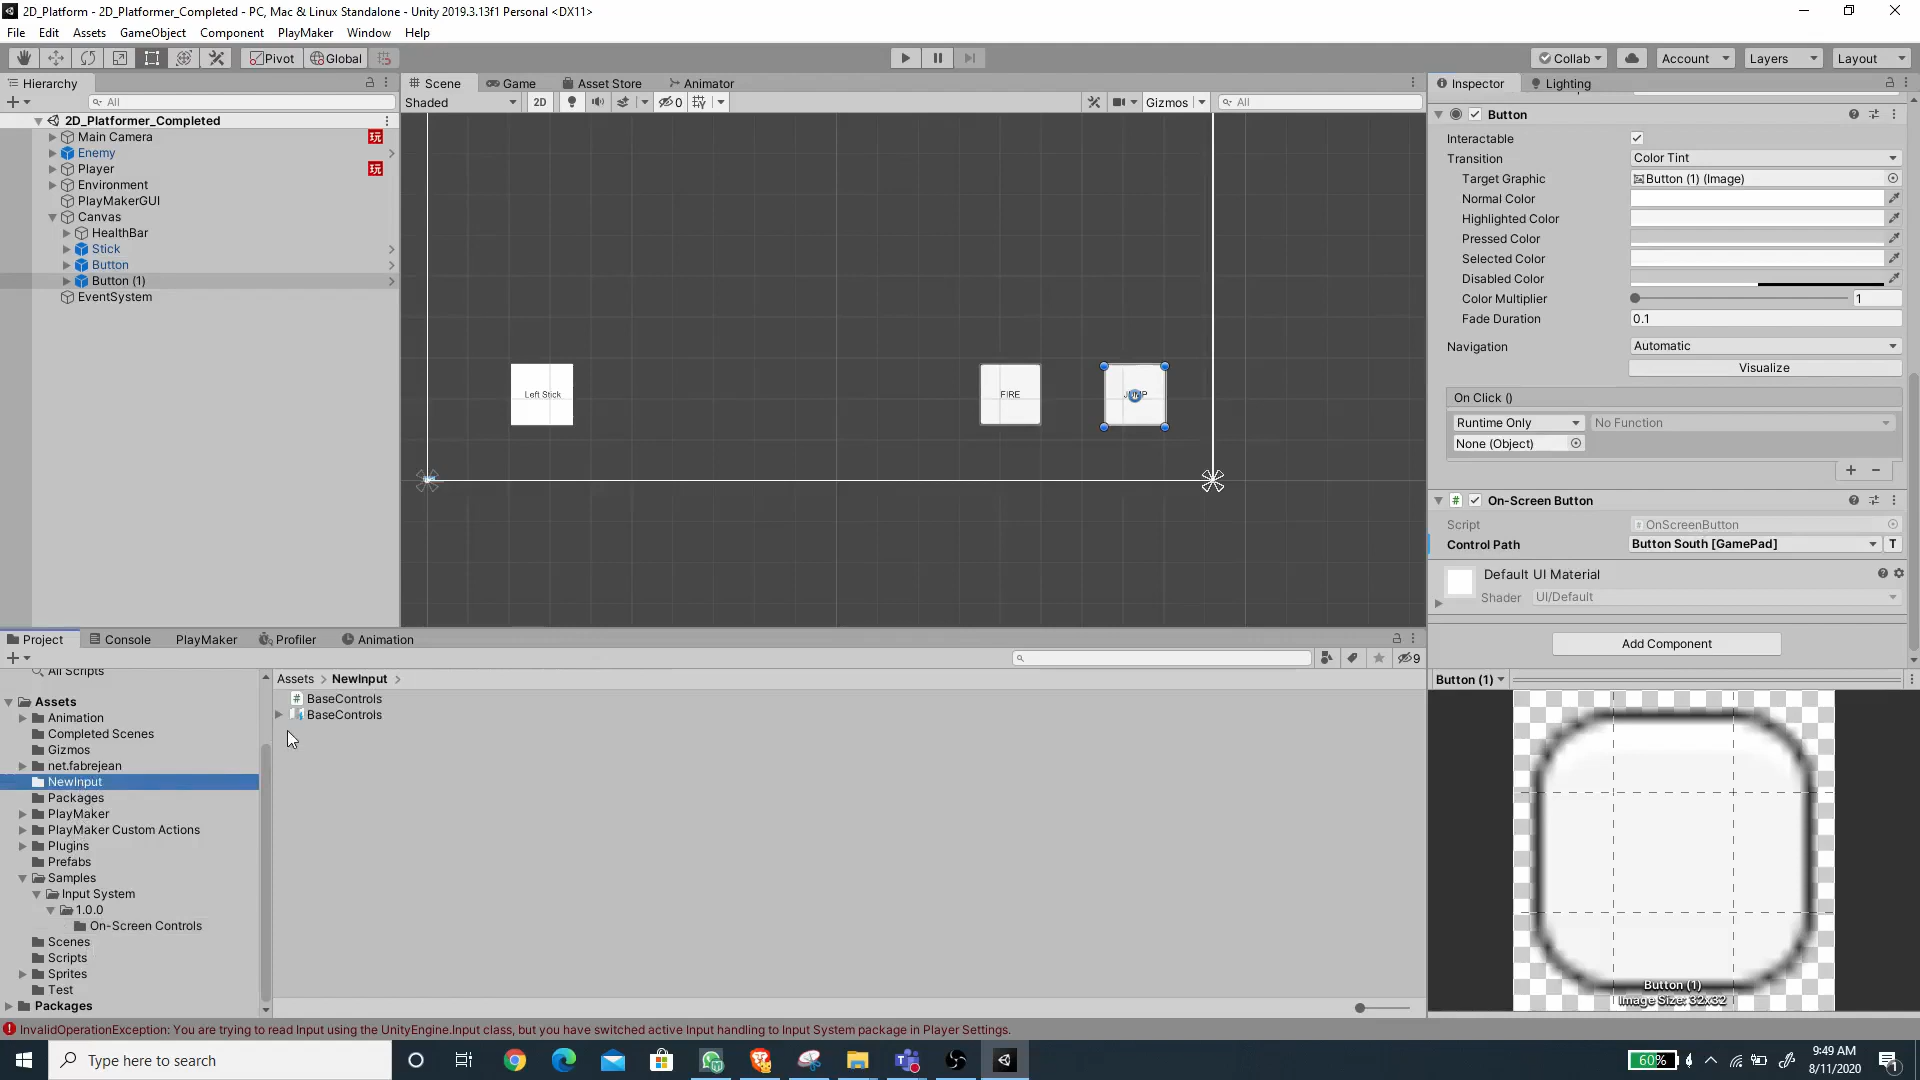 2D_Platform - 2D_Platformer_Completed - PC, Mac & Linux Standalone - Unity 2019.3.13f1 Personal <DX11>
File Edit Assets GameObject Component PlayMaker Window Help
Pivot Global Collab Account Layers Layout
Hierarchy
All
2D_Platformer_Completed
Main Camera 玩
Enemy
Player 玩
Environment
PlayMakerGUI
Canvas
HealthBar
Stick
Button
Button (1)
EventSystem
Scene Game Asset Store Animator
Shaded 2D 0 Gizmos All
Left Stick
FIRE
Inspector Lighting
Button
Interactable
Transition Color Tint
Target Graphic Button (1) (Image)
Normal Color
Highlighted Color
Pressed Color
Selected Color
Disabled Color
Color Multiplier 1
Fade Duration 0.1
Navigation Automatic
Visualize
On Click ()
Runtime Only No Function
None (Object)
+ −
On-Screen Button
Script OnScreenButton
Control Path Button South [GamePad] T
Default UI Material
Shader UI/Default
Add Component
Button (1)
Button (1)
Image Size: 32x32
Project Console PlayMaker Profiler Animation
9
All Scripts
Assets
Animation
Completed Scenes
Gizmos
net.fabrejean
NewInput
Packages
PlayMaker
PlayMaker Custom Actions
Plugins
Prefabs
Samples
Input System
1.0.0
On-Screen Controls
Scenes
Scripts
Sprites
Test
Packages
Assets > NewInput >
BaseControls
BaseControls
InvalidOperationException: You are trying to read Input using the UnityEngine.Input class, but you have switched active Input handling to Input System package in Player Settings.
Type here to search
60%
9:49 AM
8/11/2020
1